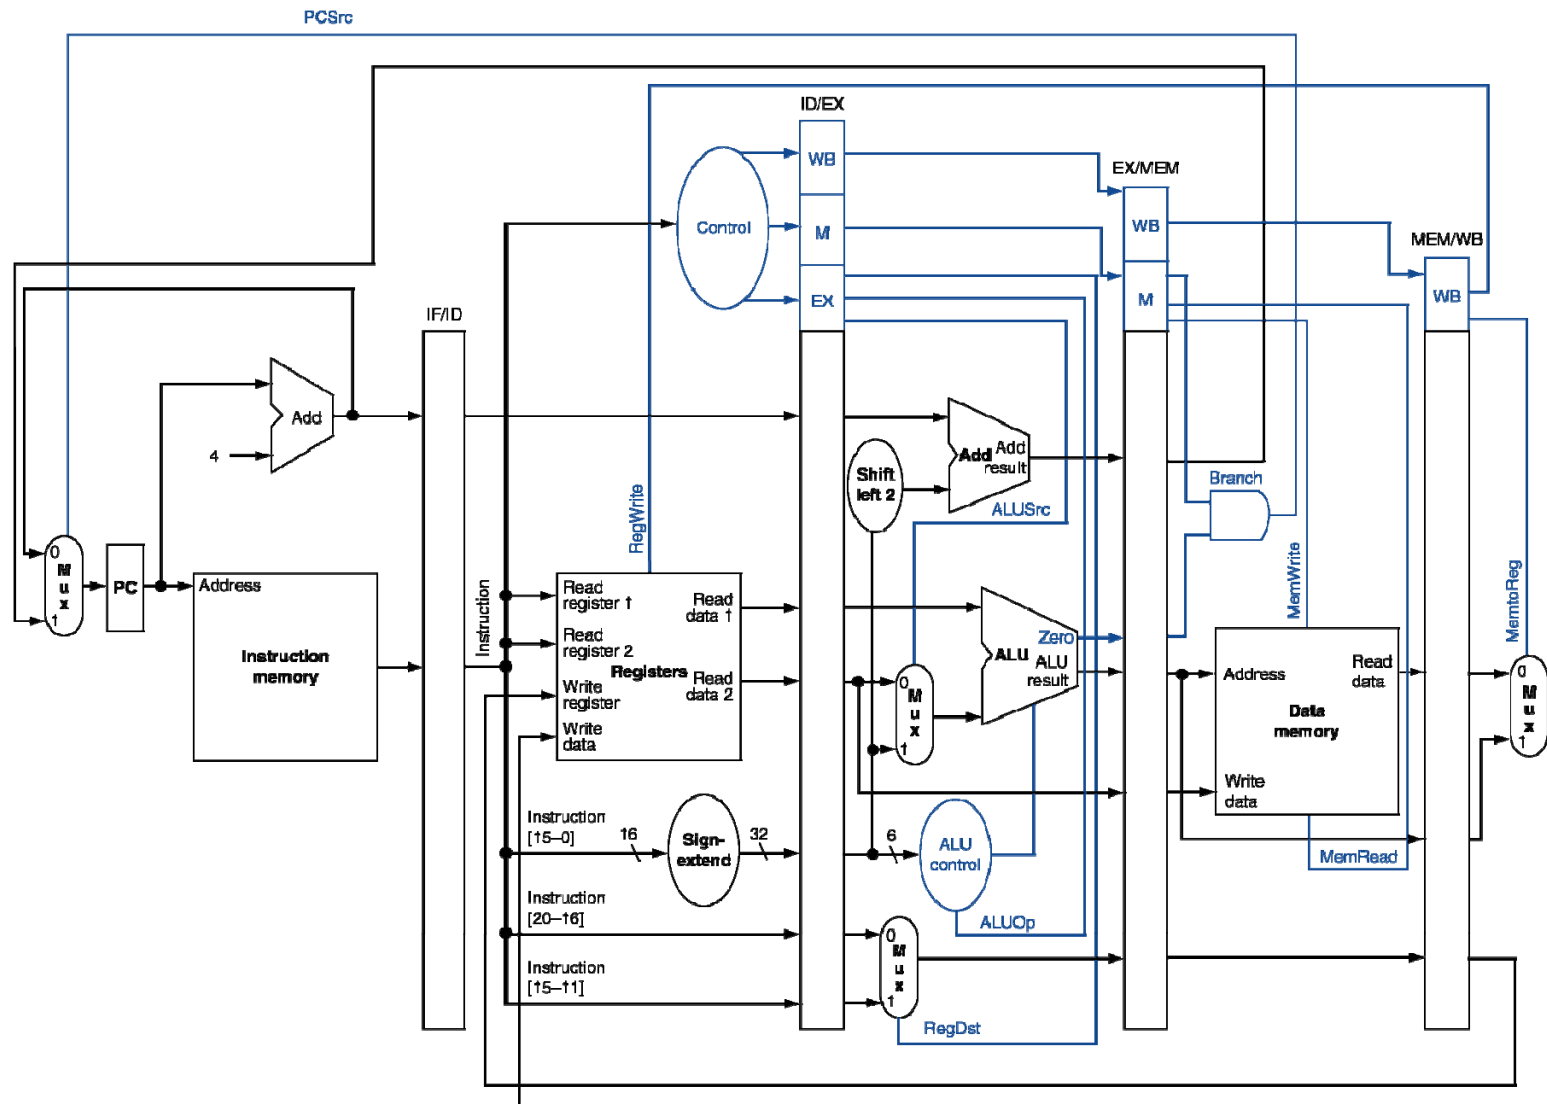 PCSrc
ID/EX
WB
EX/MEM
Control
M
WB
MEM/WB
EX
M
WB
IF/ID
Add
4
Add Add
result
Shift
left 2
ALUSrc
Branch
RegWrite
MemWrite
MemtoReg
0
M
u
x
1
PC
Address
Instruction
memory
Instruction
Read
register 1
Read
data 1
Read
register 2
Registers
Read
data 2
Write
register
Write
data
0
M
u
x
1
Zero
ALU
ALU
result
Address
Read
data
Data
memory
Write
data
0
M
u
x
1
Instruction
[15–0]
16
Sign-
extend
32
6
ALU
control
MemRead
Instruction
[20–16]
ALUOp
0
M
u
x
1
Instruction
[15–11]
RegDst